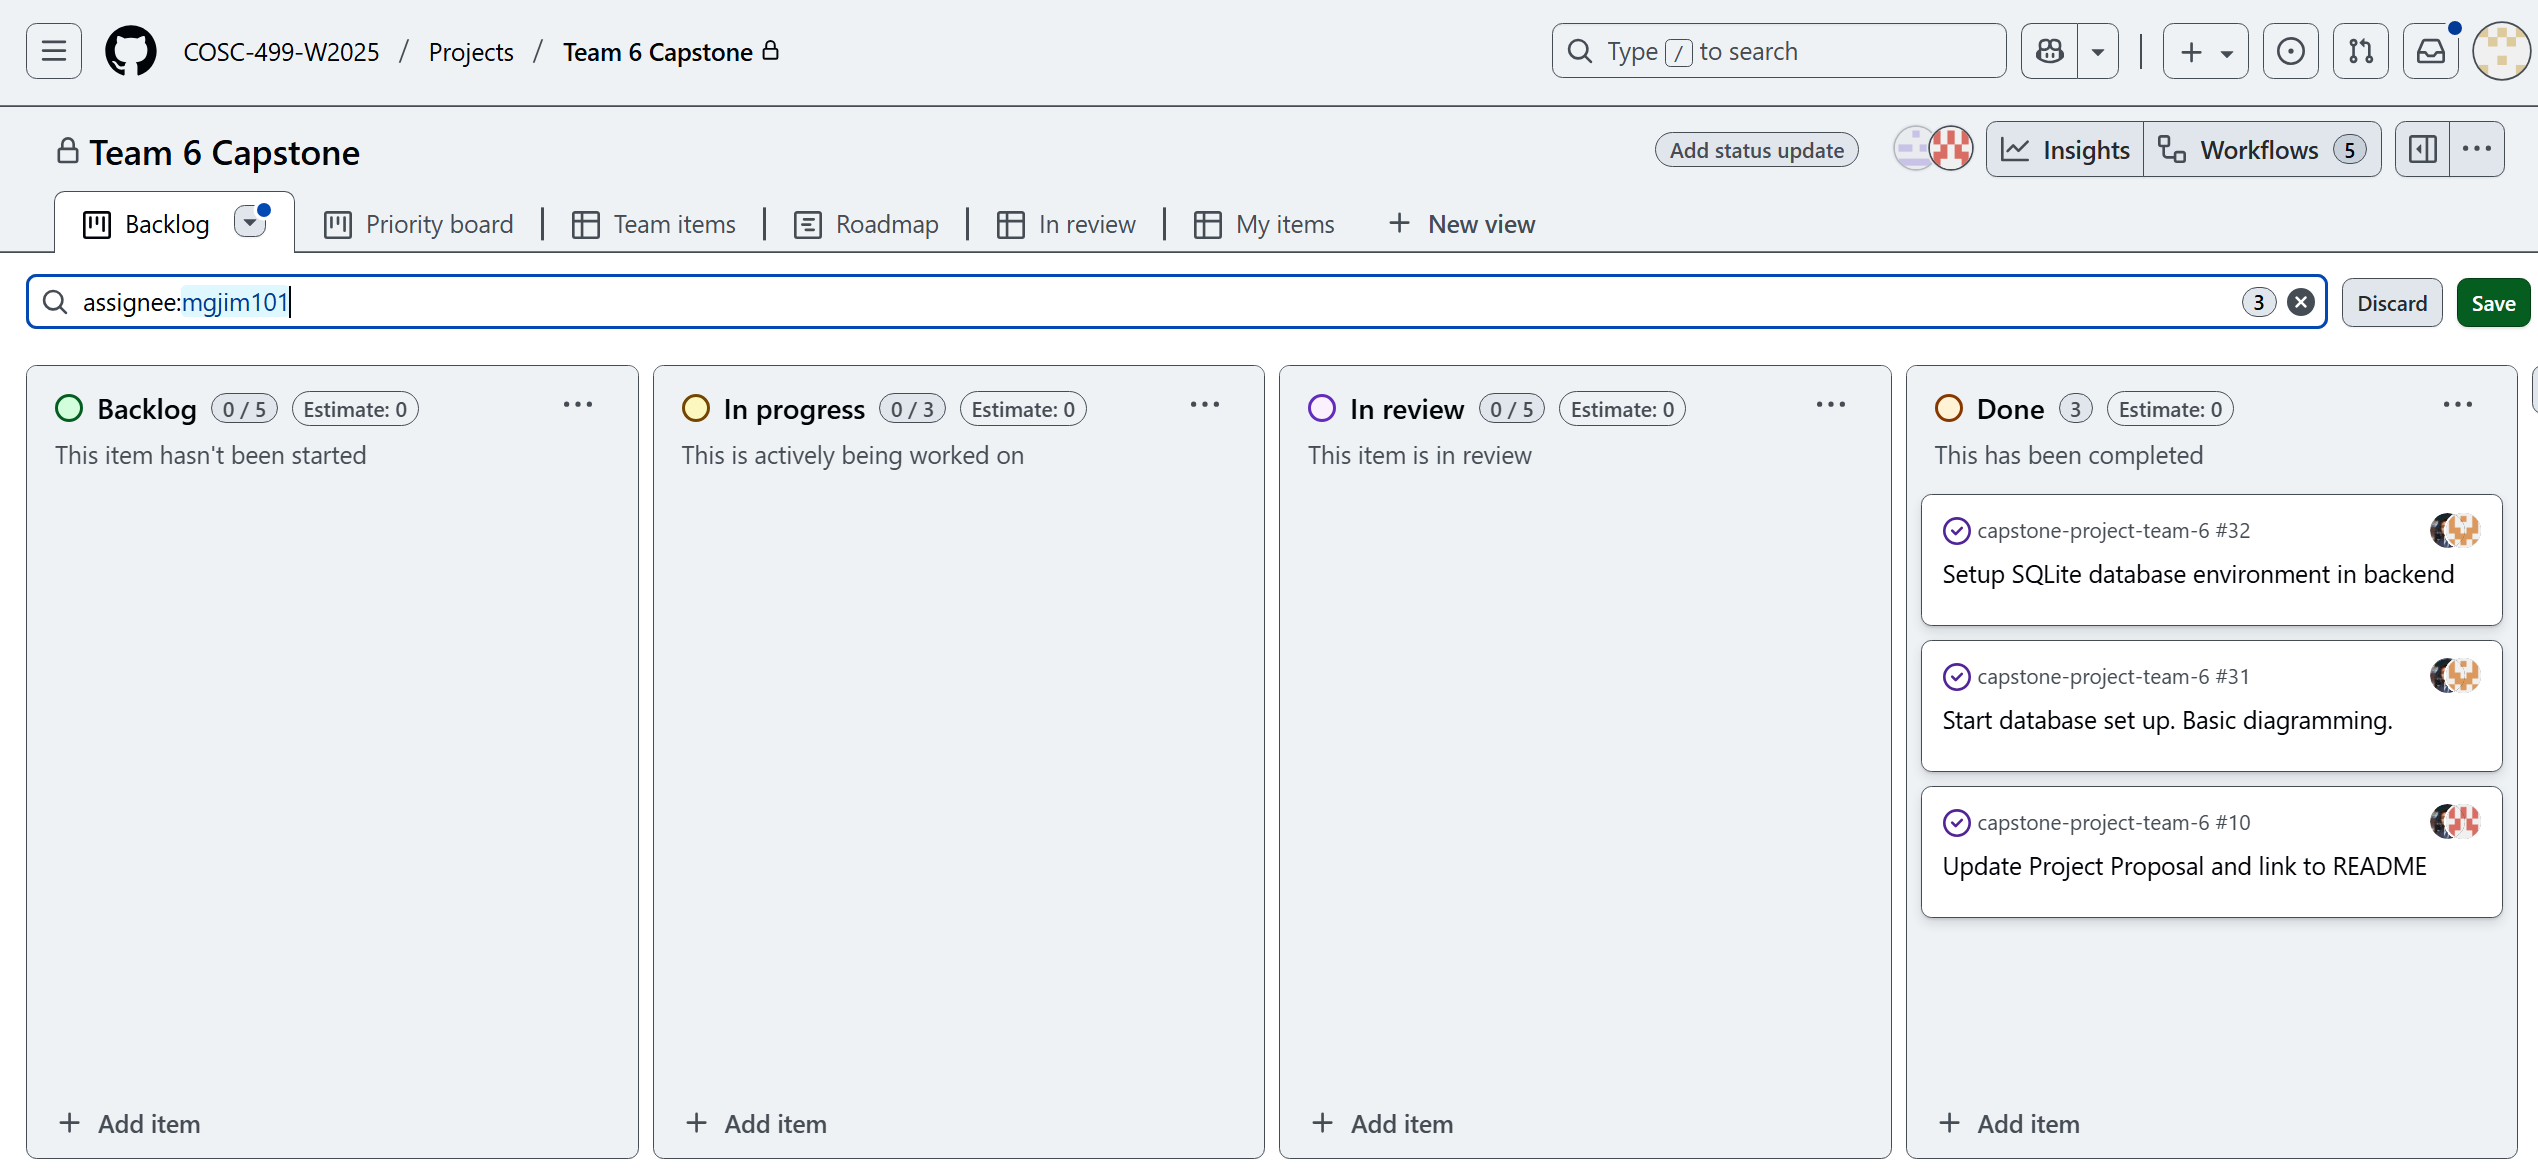 COSC-499-W2025 / Projects / Team 6 Capstone
Type / to search
Team 6 Capstone
Add status update
Insights
Workflows 5
Backlog
Priority board
Team items
Roadmap
In review
My items
+ New view
assignee:mgjim101
3
Discard
Save
Backlog 0 / 5 Estimate: 0
This item hasn't been started
+ Add item
In progress 0 / 3 Estimate: 0
This is actively being worked on
+ Add item
In review 0 / 5 Estimate: 0
This item is in review
+ Add item
Done 3 Estimate: 0
This has been completed
capstone-project-team-6 #32
Setup SQLite database environment in backend
capstone-project-team-6 #31
Start database set up. Basic diagramming.
capstone-project-team-6 #10
Update Project Proposal and link to README
+ Add item